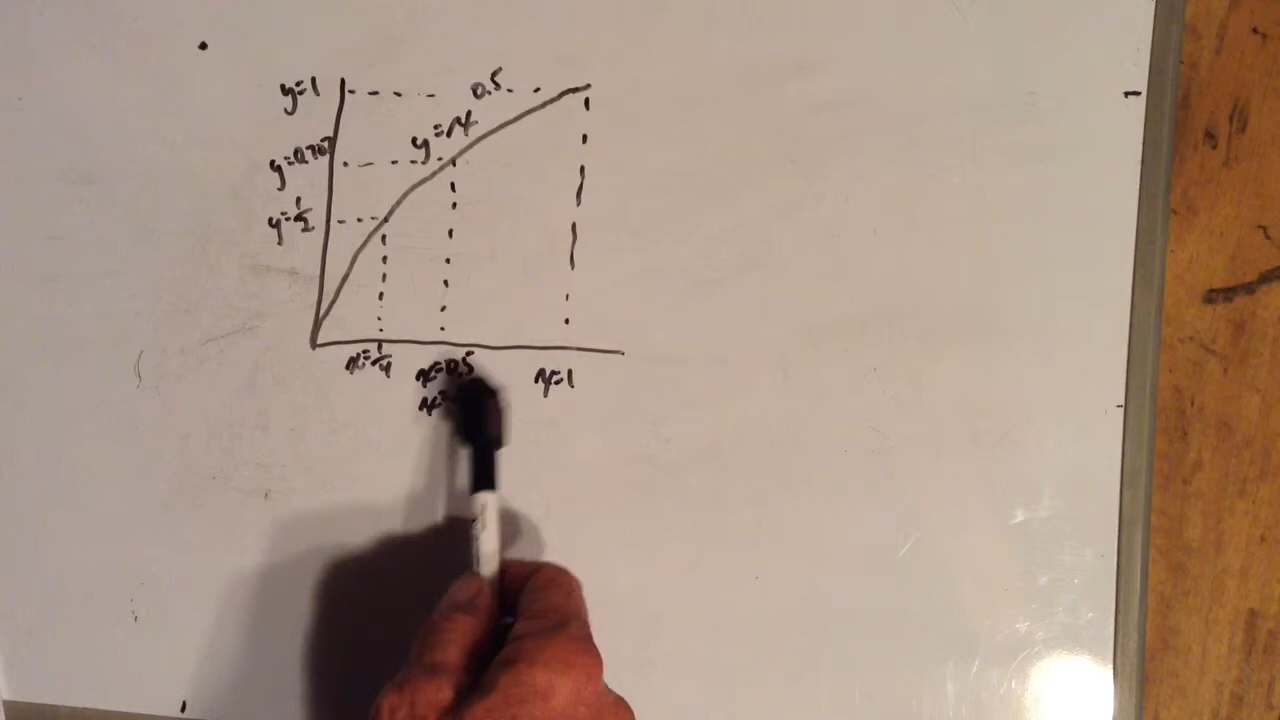 y=1
0.5
y=x
y=0.707
y=1/2
x=1/4
x=0.5
x=1
x=